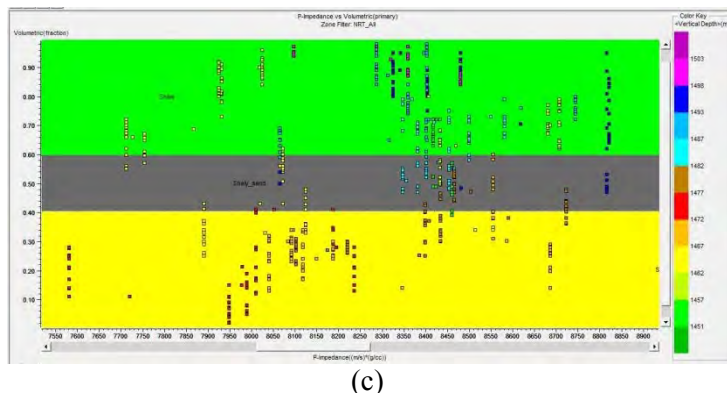 P-Impedance vs Volumetric(primary)
Zone Filter: NRT_All
Volumetric(fraction)
Color Key
<Vertical Depth>(m)
0.90
0.80
0.70
0.60
0.50
0.40
0.30
0.20
0.10
Shale
Shaly_sand
1503
1498
1493
1487
1482
1477
1472
1467
1462
1457
1451
7550 7600 7650 7700 7750 7800 7850 7900 7950 8000 8050 8100 8150 8200 8250 8300 8350 8400 8450 8500 8550 8600 8650 8700 8750 8800 8850 8900
P-Impedance((m/s)*(g/cc))
(c)